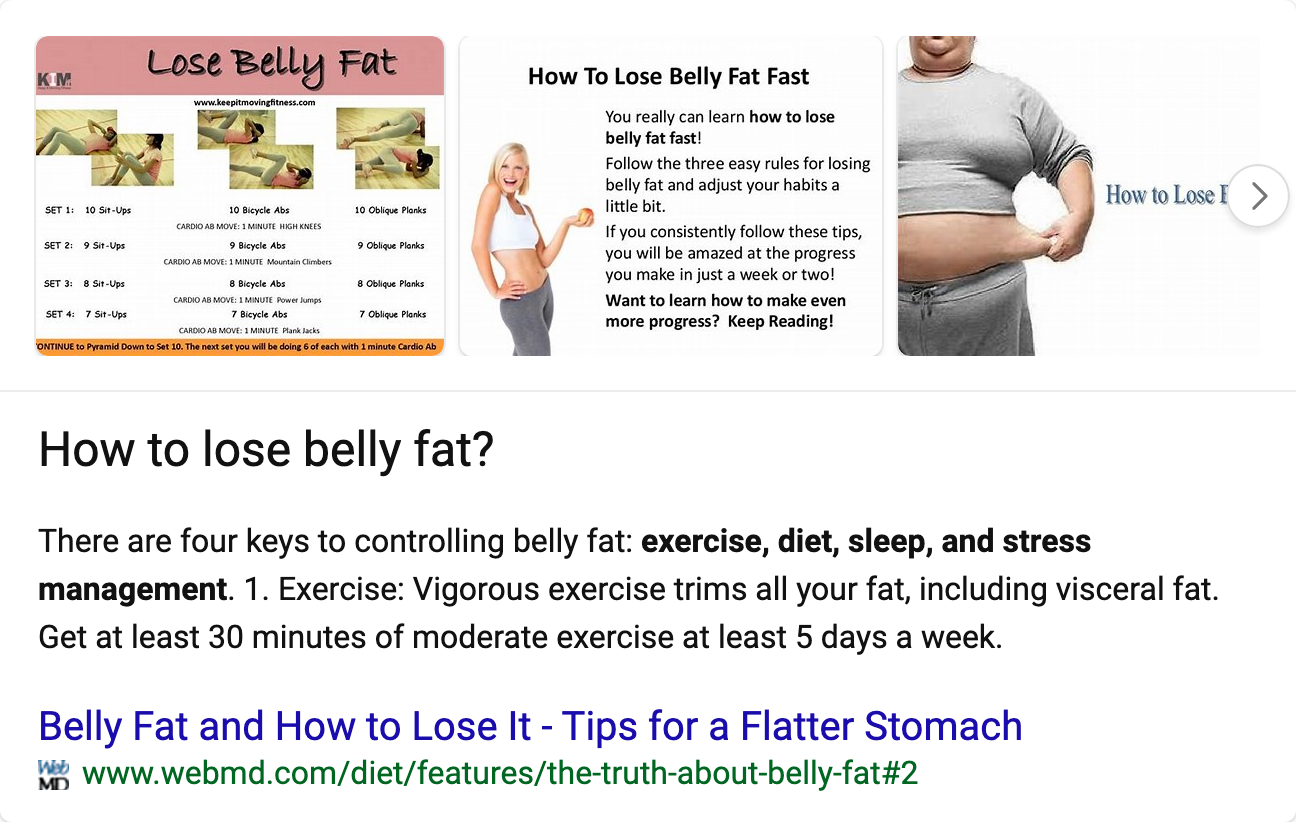 Lose Belly Fat
KIM
www.keepitmovingfitness.com
SET 1: 10 Sit-Ups 10 Bicycle Abs 10 Oblique Planks
CARDIO AB MOVE: 1 MINUTE HIGH KNEES
SET 2: 9 Sit-Ups 9 Bicycle Abs 9 Oblique Planks
CARDIO AB MOVE: 1 MINUTE Mountain Climbers
SET 3: 8 Sit-Ups 8 Bicycle Abs 8 Oblique Planks
CARDIO AB MOVE: 1 MINUTE Power Jumps
SET 4: 7 Sit-Ups 7 Bicycle Abs 7 Oblique Planks
CARDIO AB MOVE: 1 MINUTE Plank Jacks
ONTINUE to Pyramid Down to Set 10. The next set you will be doing 6 of each with 1 minute Cardio Ab
How To Lose Belly Fat Fast
You really can learn how to lose
belly fat fast!
Follow the three easy rules for losing
belly fat and adjust your habits a
little bit.
If you consistently follow these tips,
you will be amazed at the progress
you make in just a week or two!
Want to learn how to make even
more progress? Keep Reading!
How to Lose
How to lose belly fat?
There are four keys to controlling belly fat: exercise, diet, sleep, and stress
management. 1. Exercise: Vigorous exercise trims all your fat, including visceral fat.
Get at least 30 minutes of moderate exercise at least 5 days a week.
Belly Fat and How to Lose It - Tips for a Flatter Stomach
Web
MD
www.webmd.com/diet/features/the-truth-about-belly-fat#2